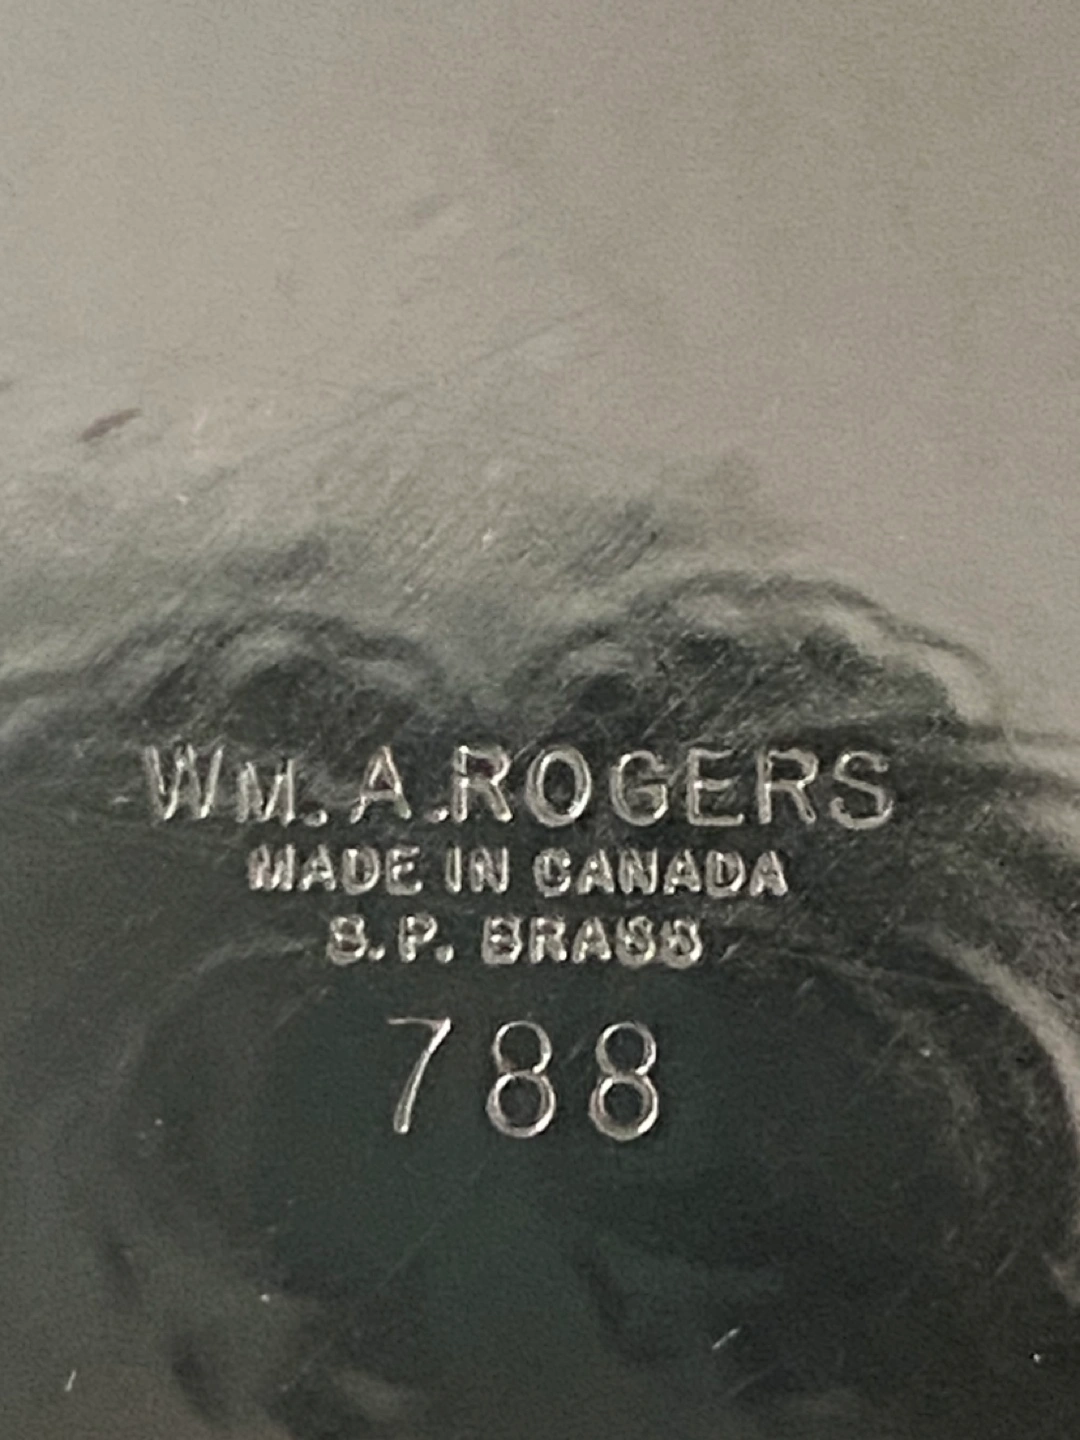 WM. A. ROGERS
MADE IN CANADA
S.P. BRASS
788